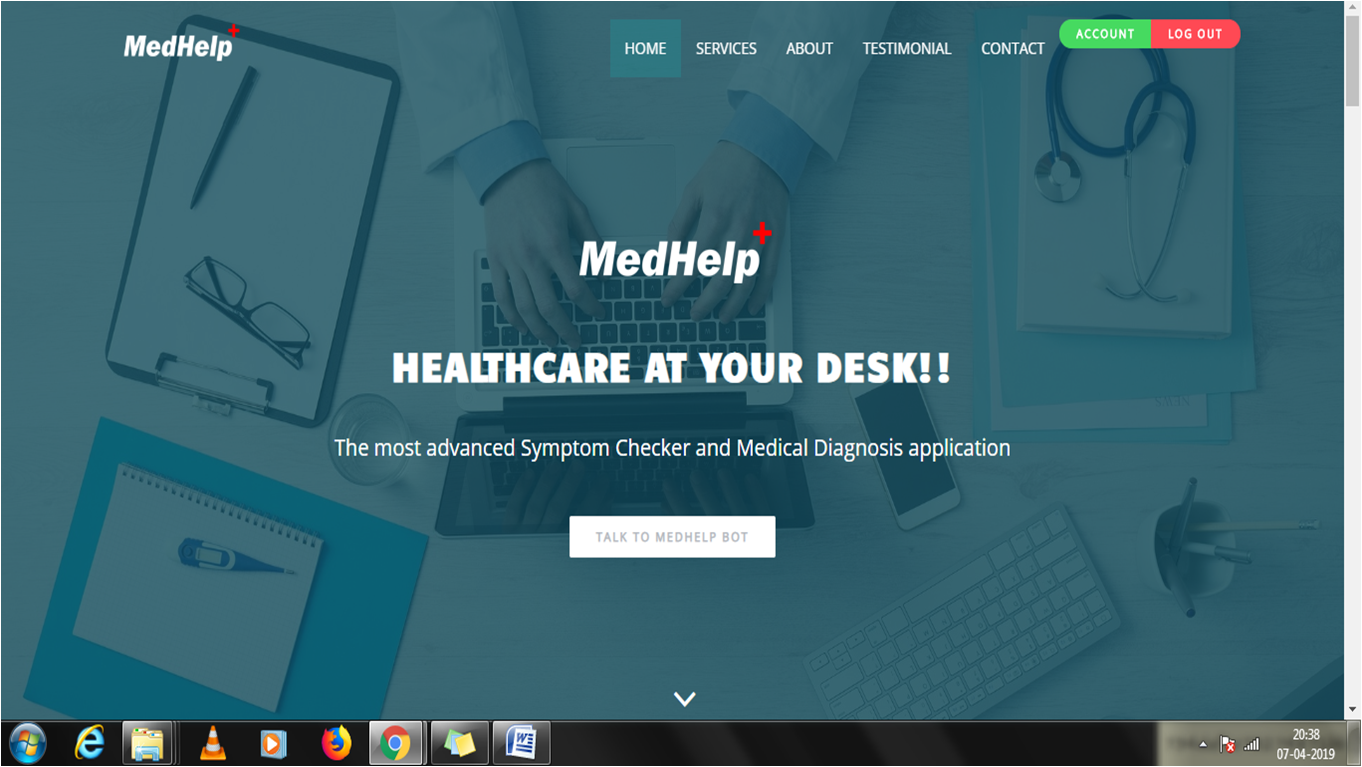 MedHelp+
HOME SERVICES ABOUT TESTIMONIAL CONTACT ACCOUNT LOG OUT
MedHelp+
HEALTHCARE AT YOUR DESK!!
The most advanced Symptom Checker and Medical Diagnosis application
TALK TO MEDHELP BOT
20:38
07-04-2019